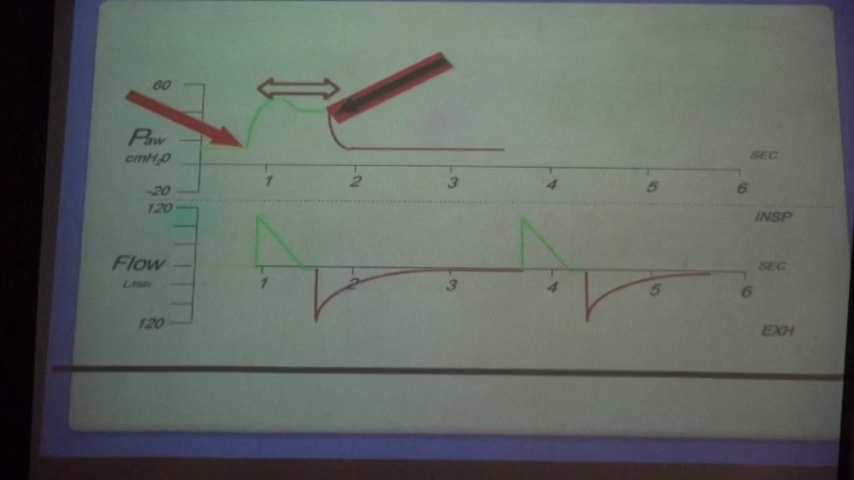 60
Paw
cmH2O
-20
SEC
1 2 3 4 5 6
120
INSP
Flow
L/min
SEC
1 2 3 4 5 6
120
EXH